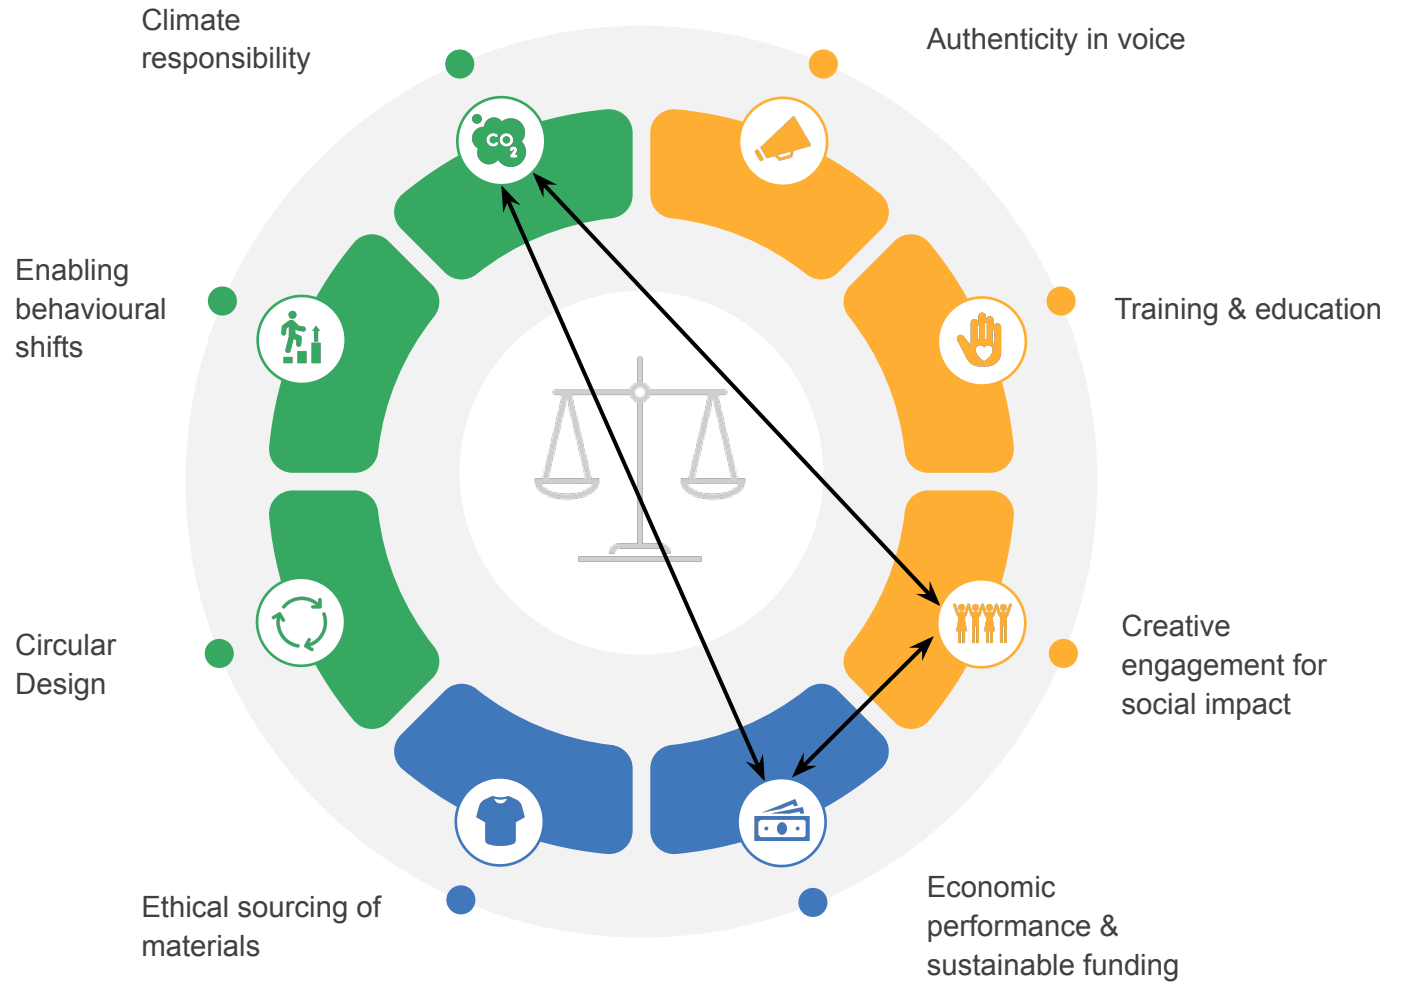 Climate
responsibility
Authenticity in voice
CO2
Enabling
behavioural
shifts
Training & education
Circular
Design
Creative
engagement for
social impact
Ethical sourcing of
materials
Economic
performance &
sustainable funding